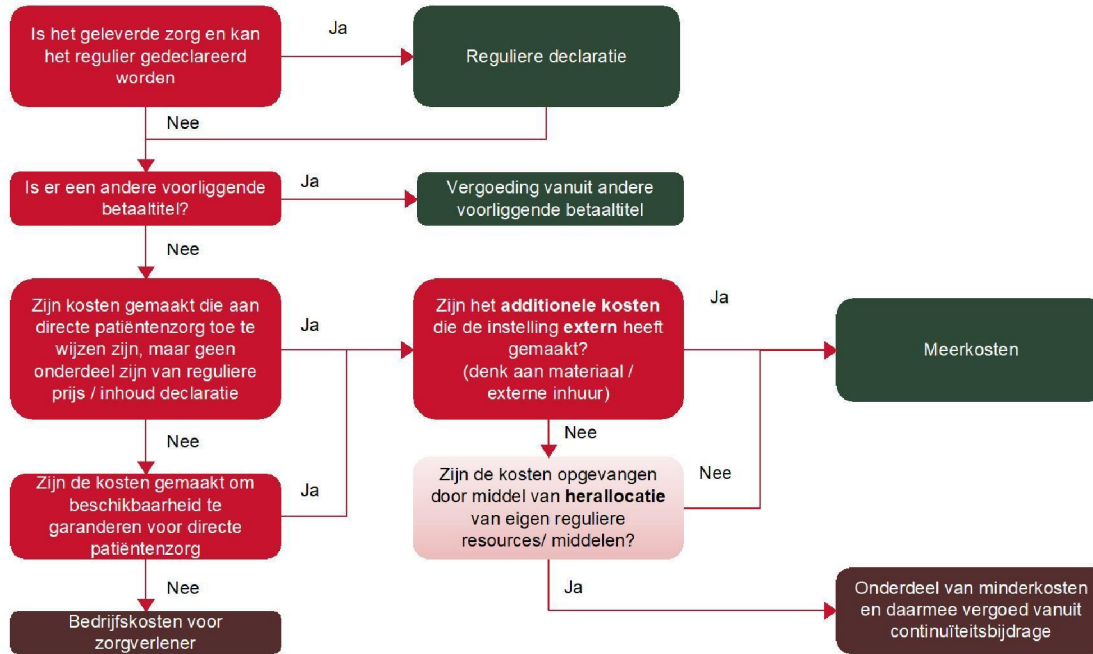 Is het geleverde zorg en kan
het regulier gedeclareerd
worden
Ja
Reguliere declaratie
Nee
Is er een andere voorliggende
betaaltitel?
Ja
Vergoeding vanuit andere
voorliggende betaaltitel
Nee
Zijn kosten gemaakt die aan
directe patiëntenzorg toe te
wijzen zijn, maar geen
onderdeel zijn van reguliere
prijs / inhoud declaratie
Ja
Zijn het additionele kosten
die de instelling extern heeft
gemaakt?
(denk aan materiaal /
externe inhuur)
Ja
Meerkosten
Nee
Nee
Zijn de kosten gemaakt om
beschikbaarheid te
garanderen voor directe
patiëntenzorg
Ja
Zijn de kosten opgevangen
door middel van herallocatie
van eigen reguliere
resources/ middelen?
Nee
Nee
Ja
Bedrijfskosten voor
zorgverlener
Onderdeel van minderkosten
en daarmee vergoed vanuit
continuïteitsbijdrage